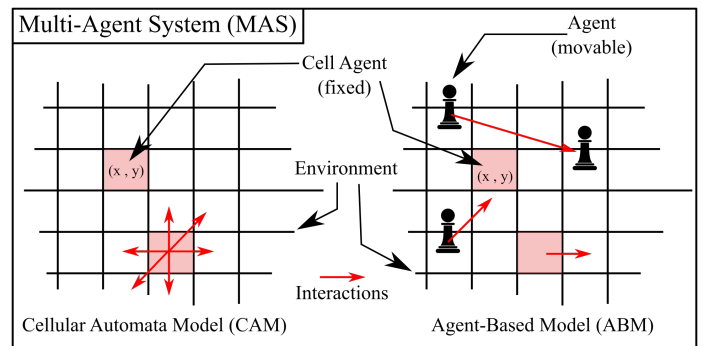 Multi-Agent System (MAS)
Agent
(movable)
Cell Agent
(fixed)
(x , y)
(x , y)
Environment
Interactions
Cellular Automata Model (CAM)
Agent-Based Model (ABM)